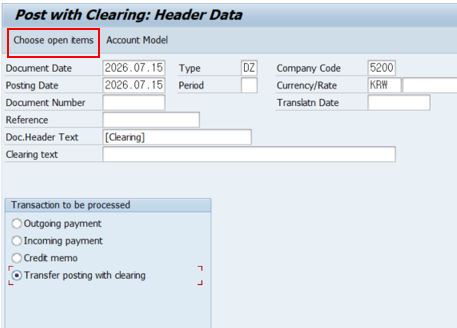 Post with Clearing: Header Data
Choose open items Account Model
Document Date 2026.07.15 Type DZ Company Code 5200
Posting Date 2026.07.15 Period Currency/Rate KRW
Document Number Translatn Date
Reference
Doc.Header Text [Clearing]
Clearing text
Transaction to be processed
Outgoing payment
Incoming payment
Credit memo
Transfer posting with clearing